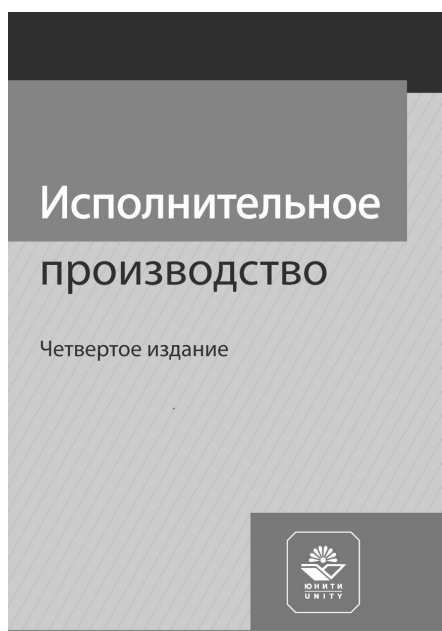 Исполнительное
производство
Четвертое издание
ЮНИТИ
UNITY